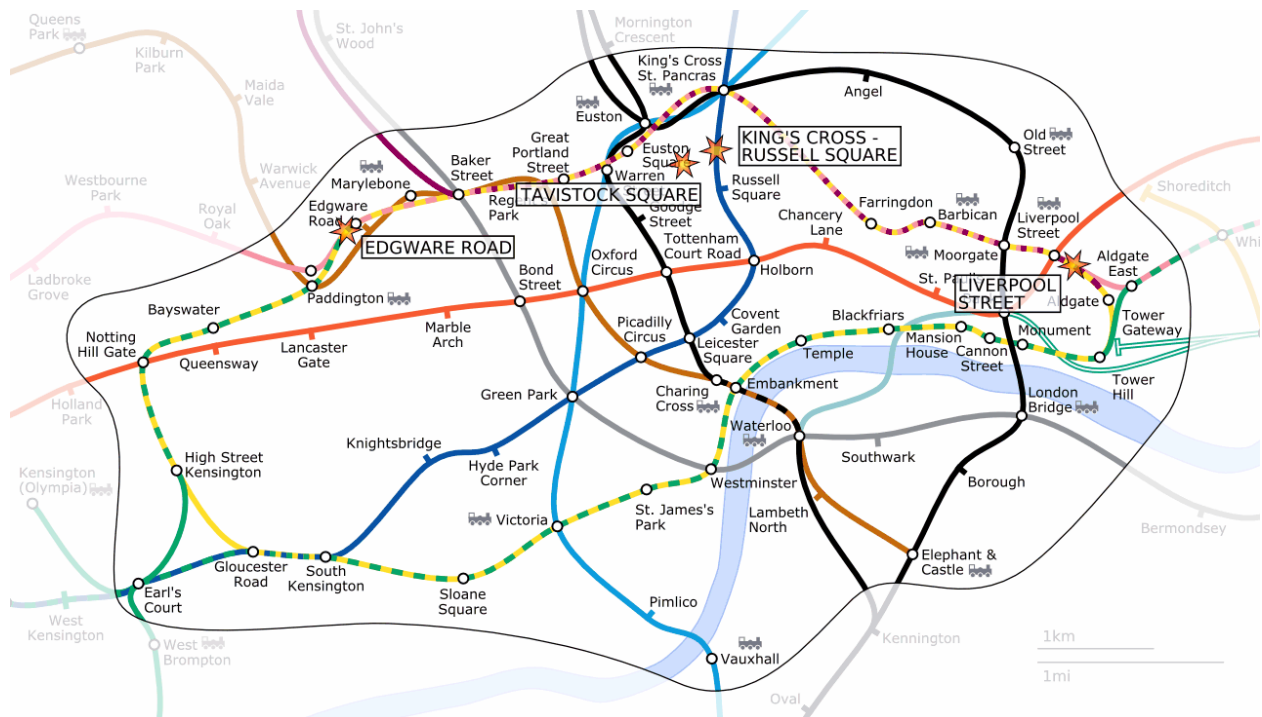 Queens
Park
Kilburn
Park
Maida
Vale
Warwick
Avenue
Westbourne
Park
Royal
Oak
Ladbroke
Grove
St. John's
Wood
Mornington
Crescent
King's Cross
St. Pancras
Euston
Angel
Old
Street
Great
Portland
Street
Euston
Square
Warren
KING'S CROSS -
RUSSELL SQUARE
TAVISTOCK SQUARE
Baker
Street
Marylebone
Edgware
Road
EDGWARE ROAD
Park
Goodge
Street
Russell
Square
Farringdon
Barbican
Liverpool
Street
Shoreditch
Chancery
Lane
Moorgate
Aldgate
East
LIVERPOOL
STREET
Aldgate
Paddington
Bayswater
Notting
Hill Gate
Queensway
Lancaster
Gate
Marble
Arch
Bond
Street
Oxford
Circus
Tottenham
Court Road
Holborn
Holland
Park
Covent
Garden
Picadilly
Circus
Leicester
Square
Blackfriars
Temple
Mansion
House
Cannon
Street
Monument
Tower
Gateway
Tower
Hill
Green Park
Charing
Cross
Embankment
Waterloo
London
Bridge
High Street
Kensington
Kensington
(Olympia)
Knightsbridge
Hyde Park
Corner
Westminster
Southwark
Borough
Bermondsey
Victoria
St. James's
Park
Lambeth
North
Gloucester
Road
South
Kensington
Sloane
Square
Elephant &
Castle
Earl's
Court
West
Kensington
West
Brompton
Pimlico
Vauxhall
Kennington
Oval
1km
1mi